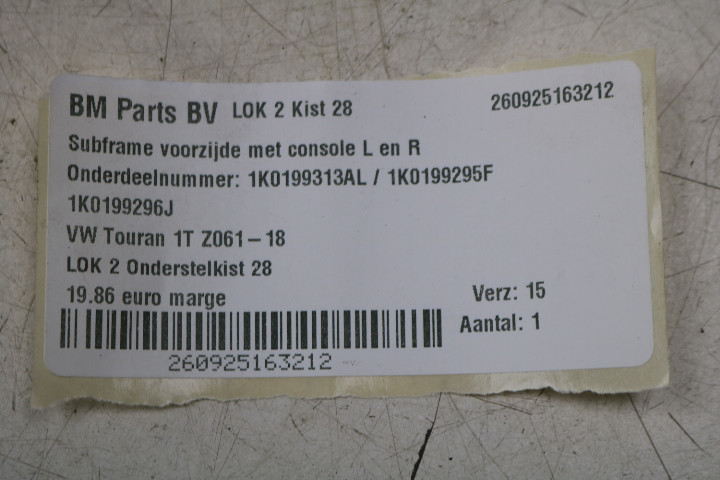 BM Parts BV LOK 2 Kist 28 260925163212
Subframe voorzijde met console L en R
Onderdeelnummer: 1K0199313AL / 1K0199295F
1K0199296J
VW Touran 1T Z061-18
LOK 2 Onderstelkist 28
19.86 euro marge Verz: 15
Aantal: 1
260925163212